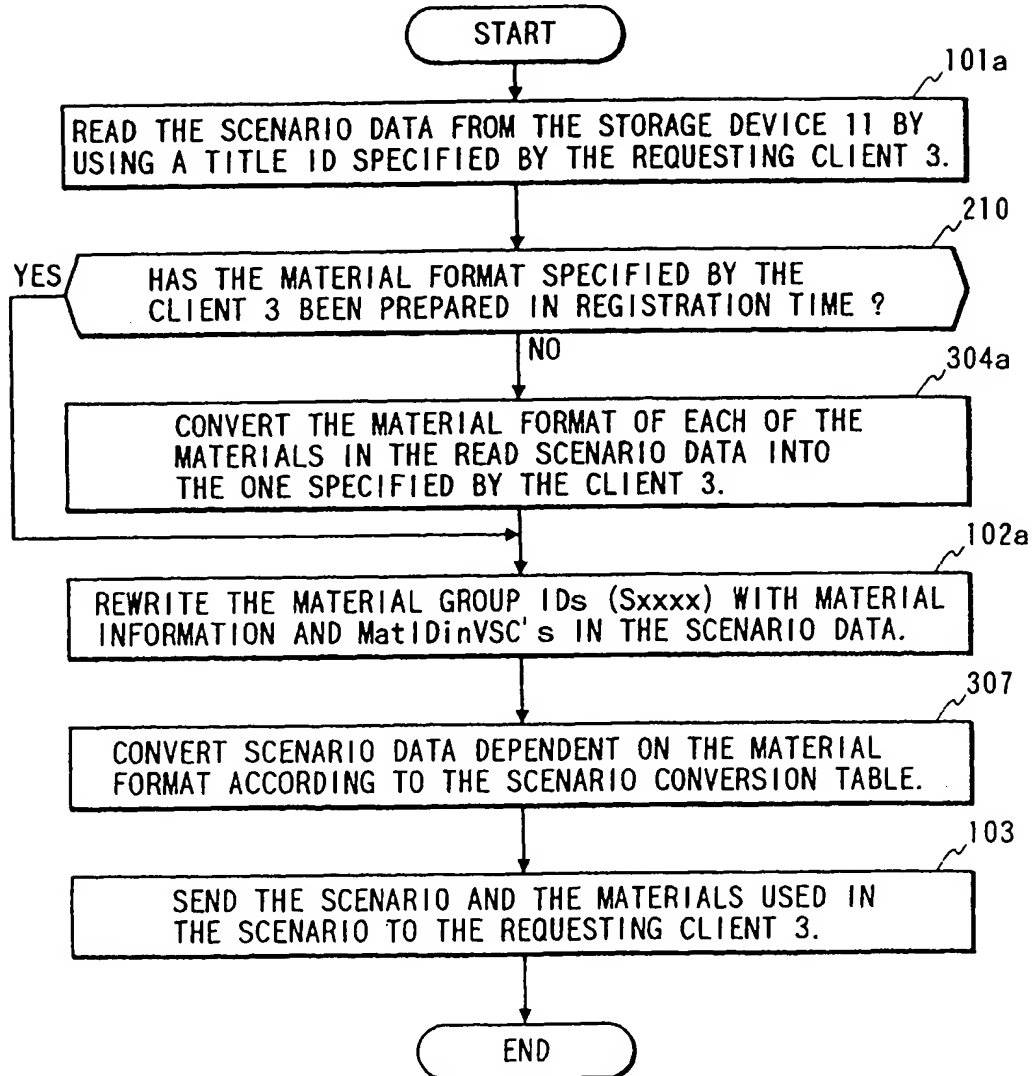 START
101a
READ THE SCENARIO DATA FROM THE STORAGE DEVICE 11 BY
USING A TITLE ID SPECIFIED BY THE REQUESTING CLIENT 3.
210
YES
HAS THE MATERIAL FORMAT SPECIFIED BY THE
CLIENT 3 BEEN PREPARED IN REGISTRATION TIME ?
NO
304a
CONVERT THE MATERIAL FORMAT OF EACH OF THE
MATERIALS IN THE READ SCENARIO DATA INTO
THE ONE SPECIFIED BY THE CLIENT 3.
102a
REWRITE THE MATERIAL GROUP IDs (Sxxxx) WITH MATERIAL
INFORMATION AND MatIDinVSC's IN THE SCENARIO DATA.
307
CONVERT SCENARIO DATA DEPENDENT ON THE MATERIAL
FORMAT ACCORDING TO THE SCENARIO CONVERSION TABLE.
103
SEND THE SCENARIO AND THE MATERIALS USED IN
THE SCENARIO TO THE REQUESTING CLIENT 3.
END